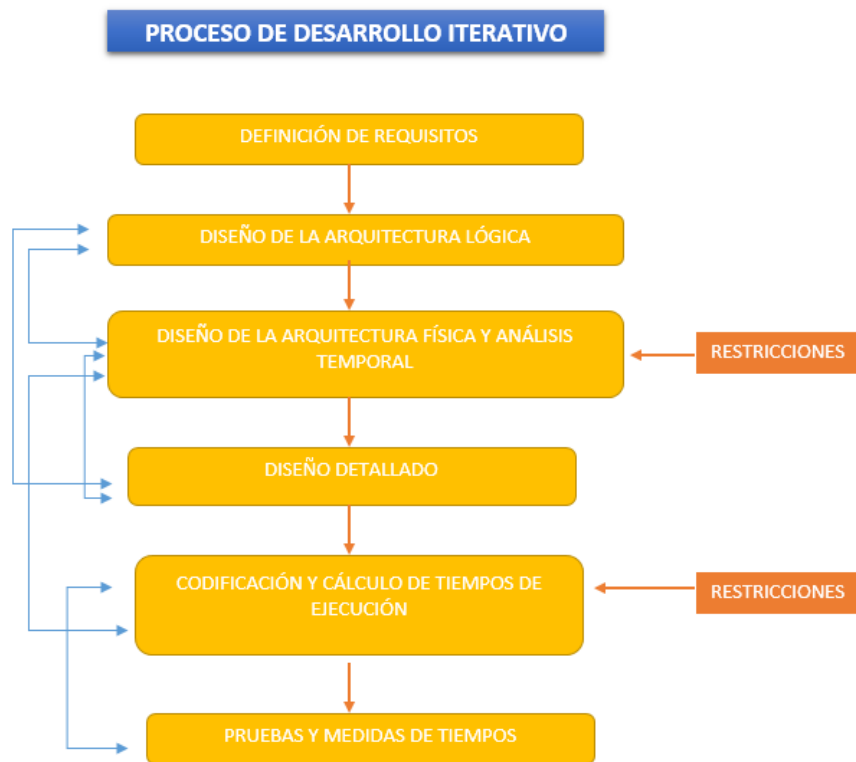 PROCESO DE DESARROLLO ITERATIVO
DEFINICIÓN DE REQUISITOS
DISEÑO DE LA ARQUITECTURA LÓGICA
DISEÑO DE LA ARQUITECTURA FÍSICA Y ANÁLISIS
TEMPORAL
RESTRICCIONES
DISEÑO DETALLADO
CODIFICACIÓN Y CÁLCULO DE TIEMPOS DE
EJECUCIÓN
RESTRICCIONES
PRUEBAS Y MEDIDAS DE TIEMPOS